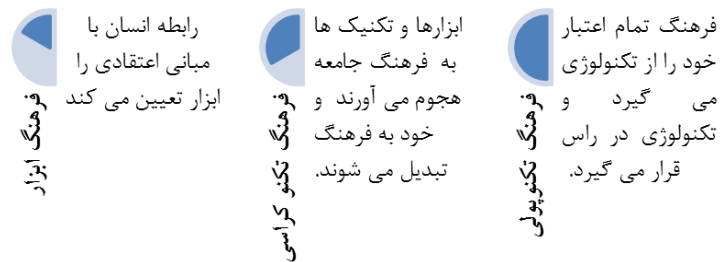 فرهنگ تمام اعتبار
خود را از تکنولوژی
می گیرد و
تکنولوژی در راس
قرار می گیرد.
فرهنگ تکنوپولی
ابزارها و تکنیک ها
به فرهنگ جامعه
هجوم می آورند و
خود به فرهنگ
تبدیل می شوند.
فرهنگ تکنو کراسی
رابطه انسان با
مبانی اعتقادی را
ابزار تعیین می کند
فرهنگ ابزار